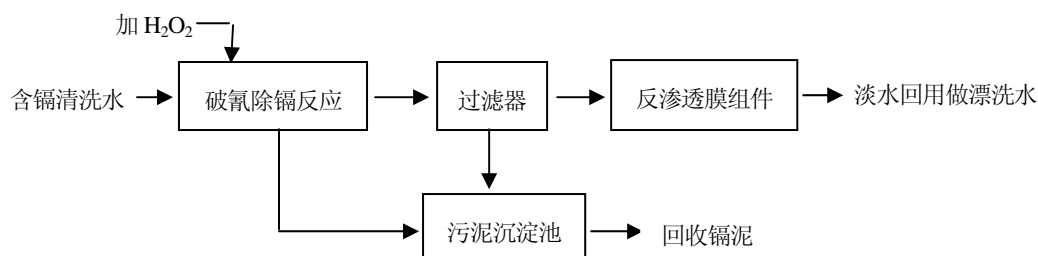 加 H₂O₂
含镉清洗水
破氰除镉反应
过滤器
反渗透膜组件
淡水回用做漂洗水
污泥沉淀池
回收镉泥